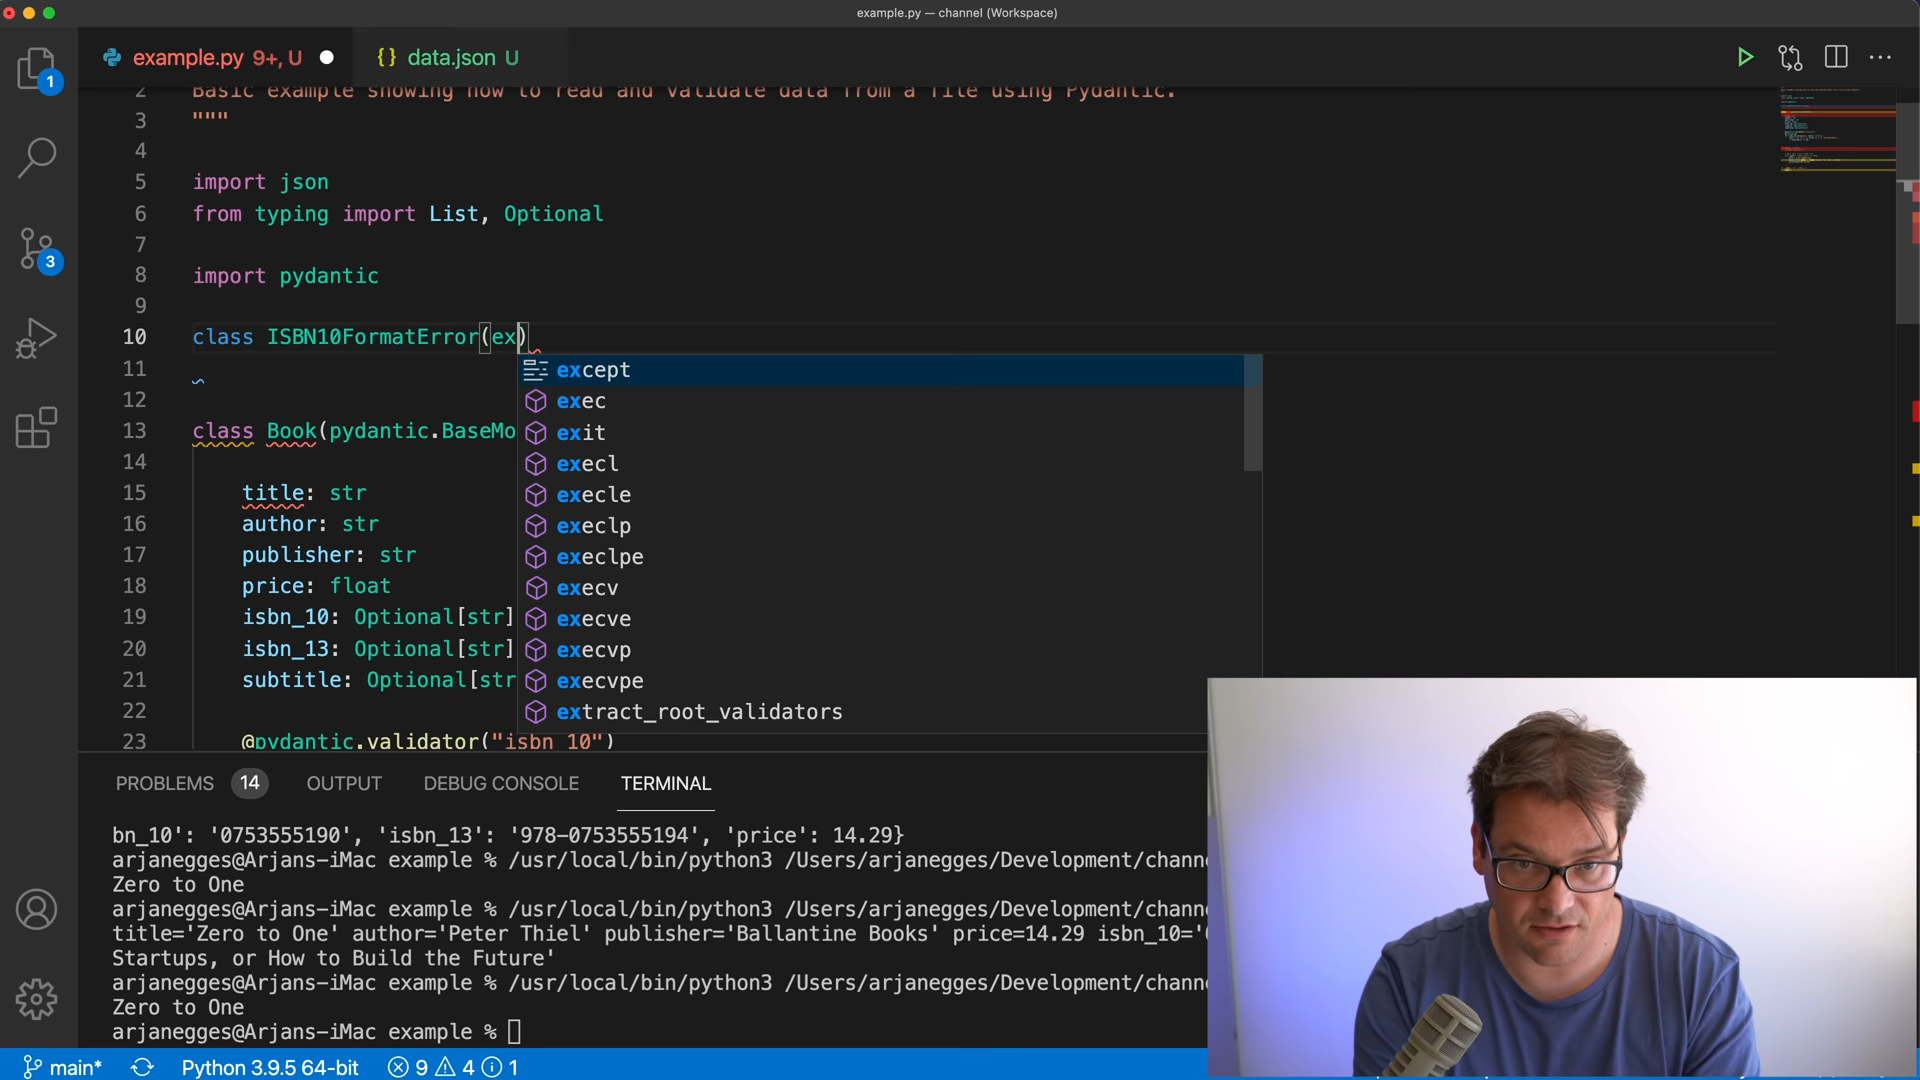 example.py — channel (Workspace)
example.py 9+, U
{} data.json U
1
3
2 Basic example showing how to read and validate data from a file using Pydantic.
3 """
4
5 import json
6 from typing import List, Optional
7
8 import pydantic
9
10 class ISBN10FormatError(ex)
11
12
13 class Book(pydantic.BaseMo
14
15 title: str
16 author: str
17 publisher: str
18 price: float
19 isbn_10: Optional[str]
20 isbn_13: Optional[str]
21 subtitle: Optional[str
22
23 @pydantic.validator("isbn_10")
except
exec
exit
execl
execle
execlp
execlpe
execv
execve
execvp
execvpe
extract_root_validators
PROBLEMS 14 OUTPUT DEBUG CONSOLE TERMINAL
bn_10': '0753555190', 'isbn_13': '978-0753555194', 'price': 14.29}
arjanegges@Arjans-iMac example % /usr/local/bin/python3 /Users/arjanegges/Development/chann
Zero to One
arjanegges@Arjans-iMac example % /usr/local/bin/python3 /Users/arjanegges/Development/chann
title='Zero to One' author='Peter Thiel' publisher='Ballantine Books' price=14.29 isbn_10='
Startups, or How to Build the Future'
arjanegges@Arjans-iMac example % /usr/local/bin/python3 /Users/arjanegges/Development/chann
Zero to One
arjanegges@Arjans-iMac example %
main* Python 3.9.5 64-bit 9 4 1